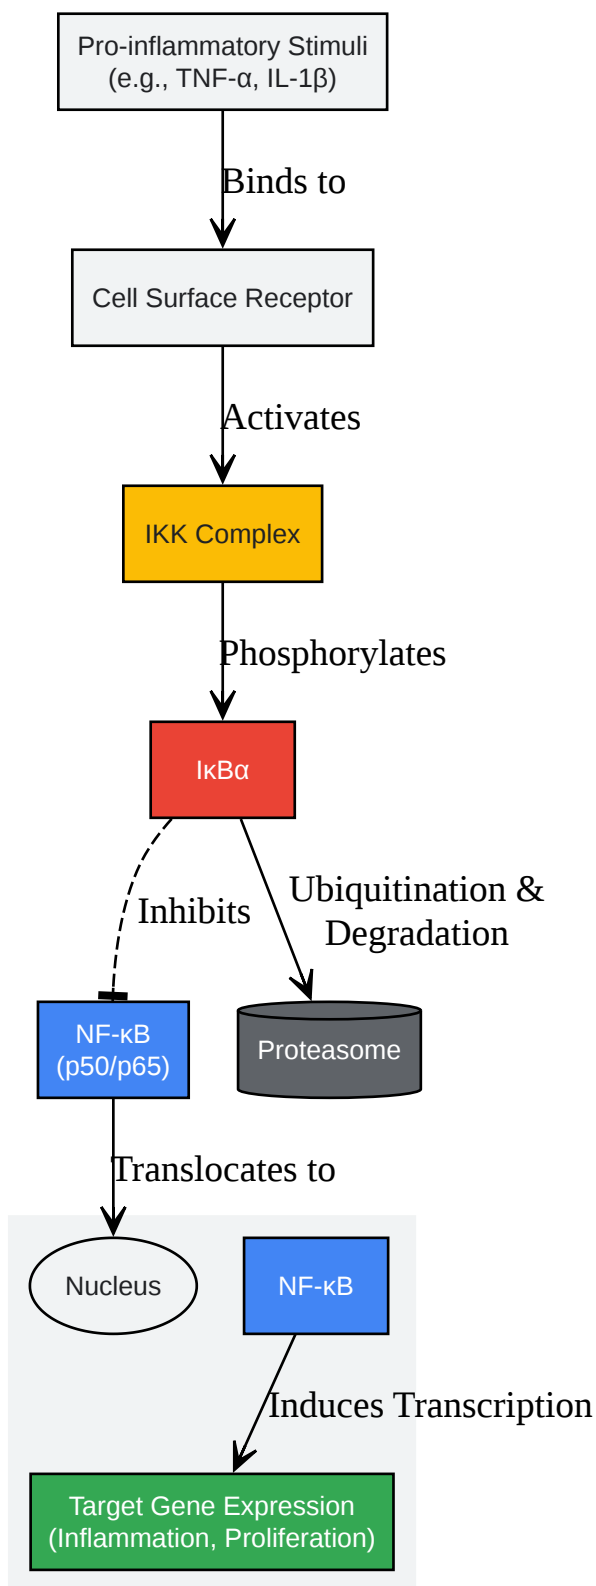 Pro-inflammatory Stimuli
(e.g., TNF-α, IL-1β)
Binds to
Cell Surface Receptor
Activates
IKK Complex
Phosphorylates
IκBα
Inhibits
Ubiquitination &
Degradation
NF-κB
(p50/p65)
Proteasome
Translocates to
Nucleus
NF-κB
Induces Transcription
Target Gene Expression
(Inflammation, Proliferation)